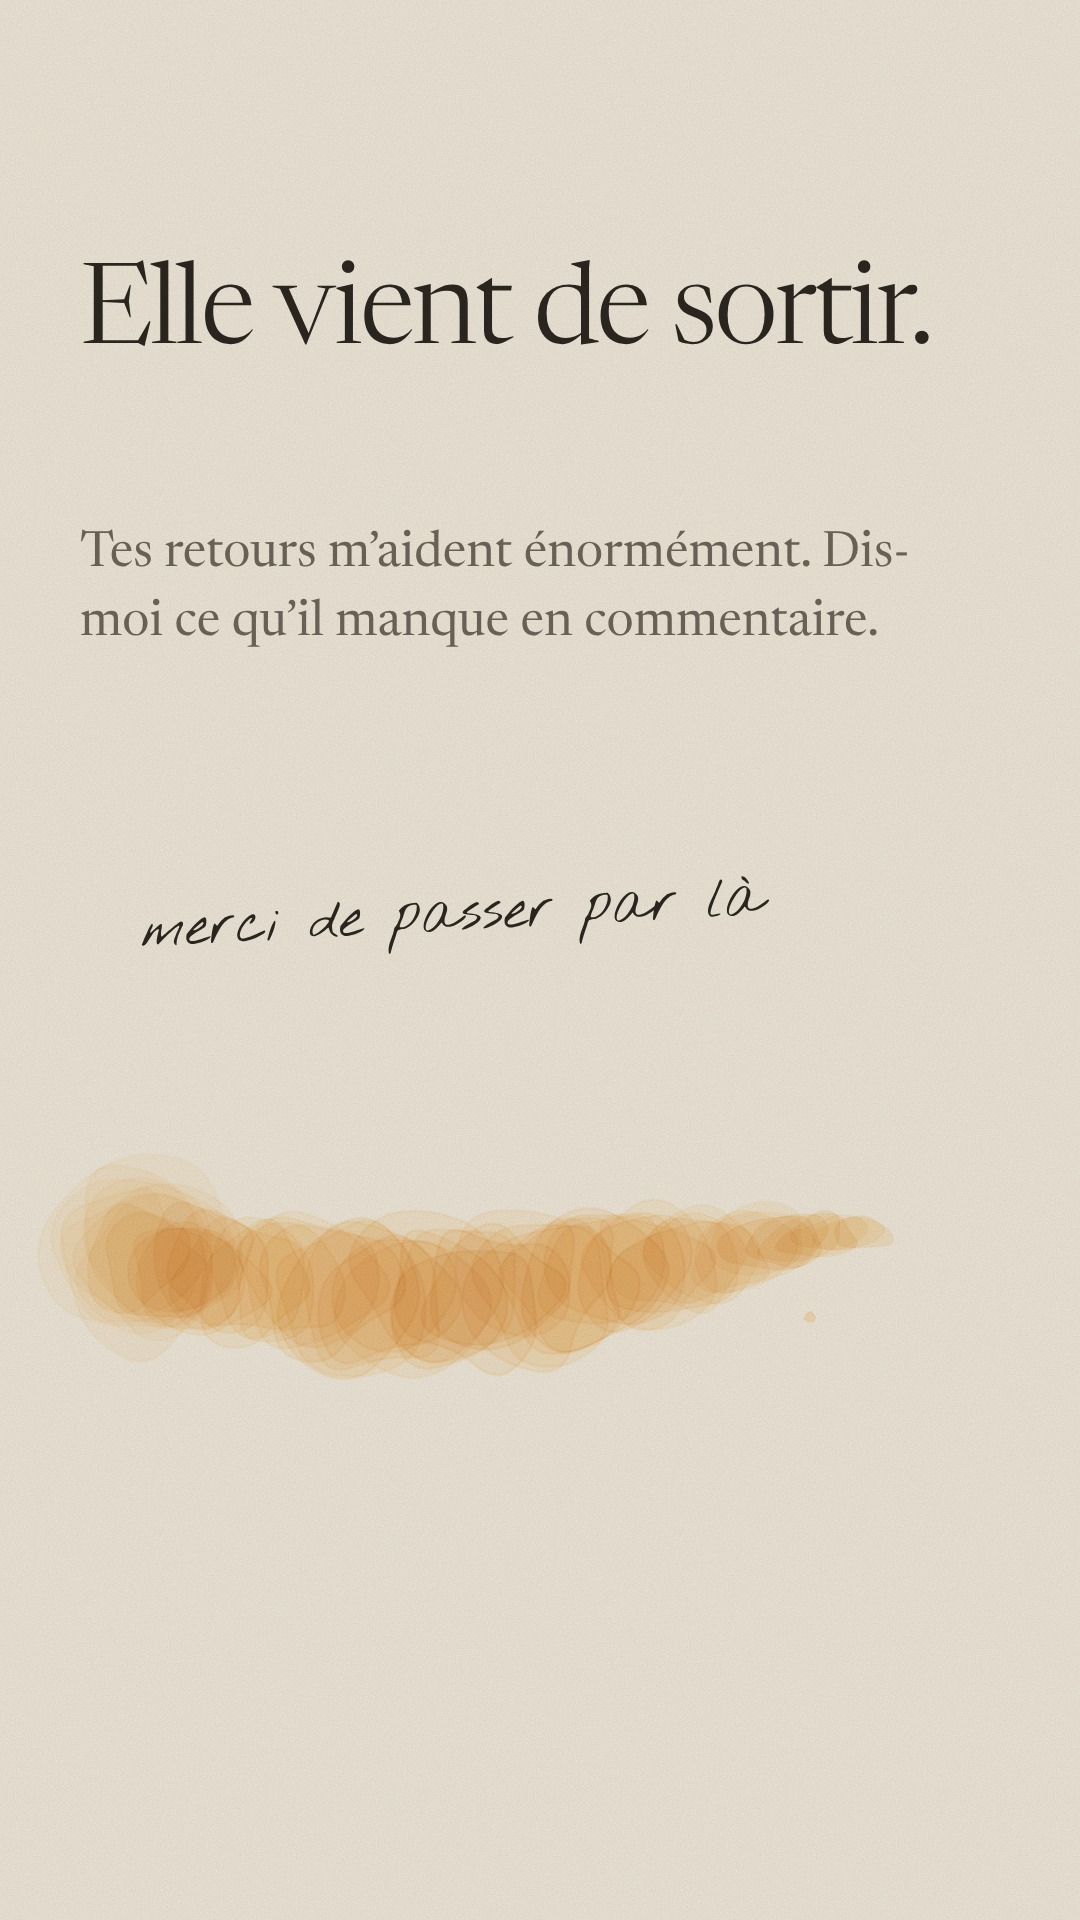 Elle vient de sortir.
Tes retours m’aident énormément. Dis-
moi ce qu’il manque en commentaire.
merci de passer par là